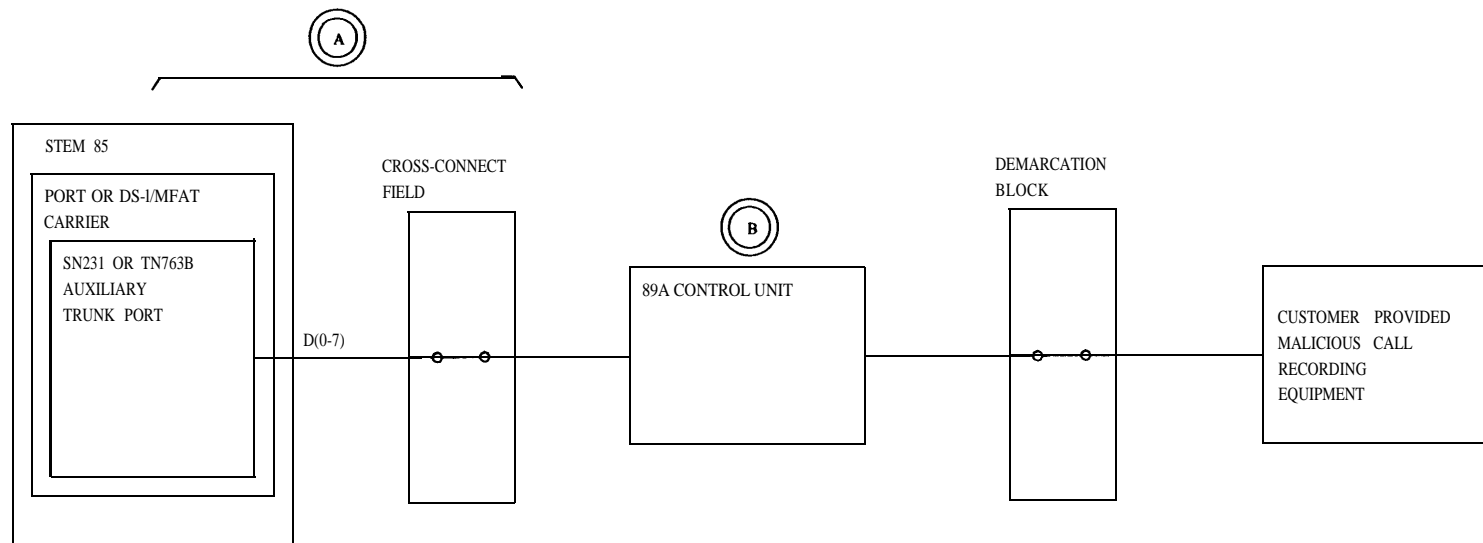 A
STEM 85
PORT OR DS-l/MFAT
CARRIER
SN231 OR TN763B
AUXILIARY
TRUNK PORT
D(0-7)
CROSS-CONNECT
FIELD
B
89A CONTROL UNIT
DEMARCATION
BLOCK
CUSTOMER PROVIDED
MALICIOUS CALL
RECORDING
EQUIPMENT